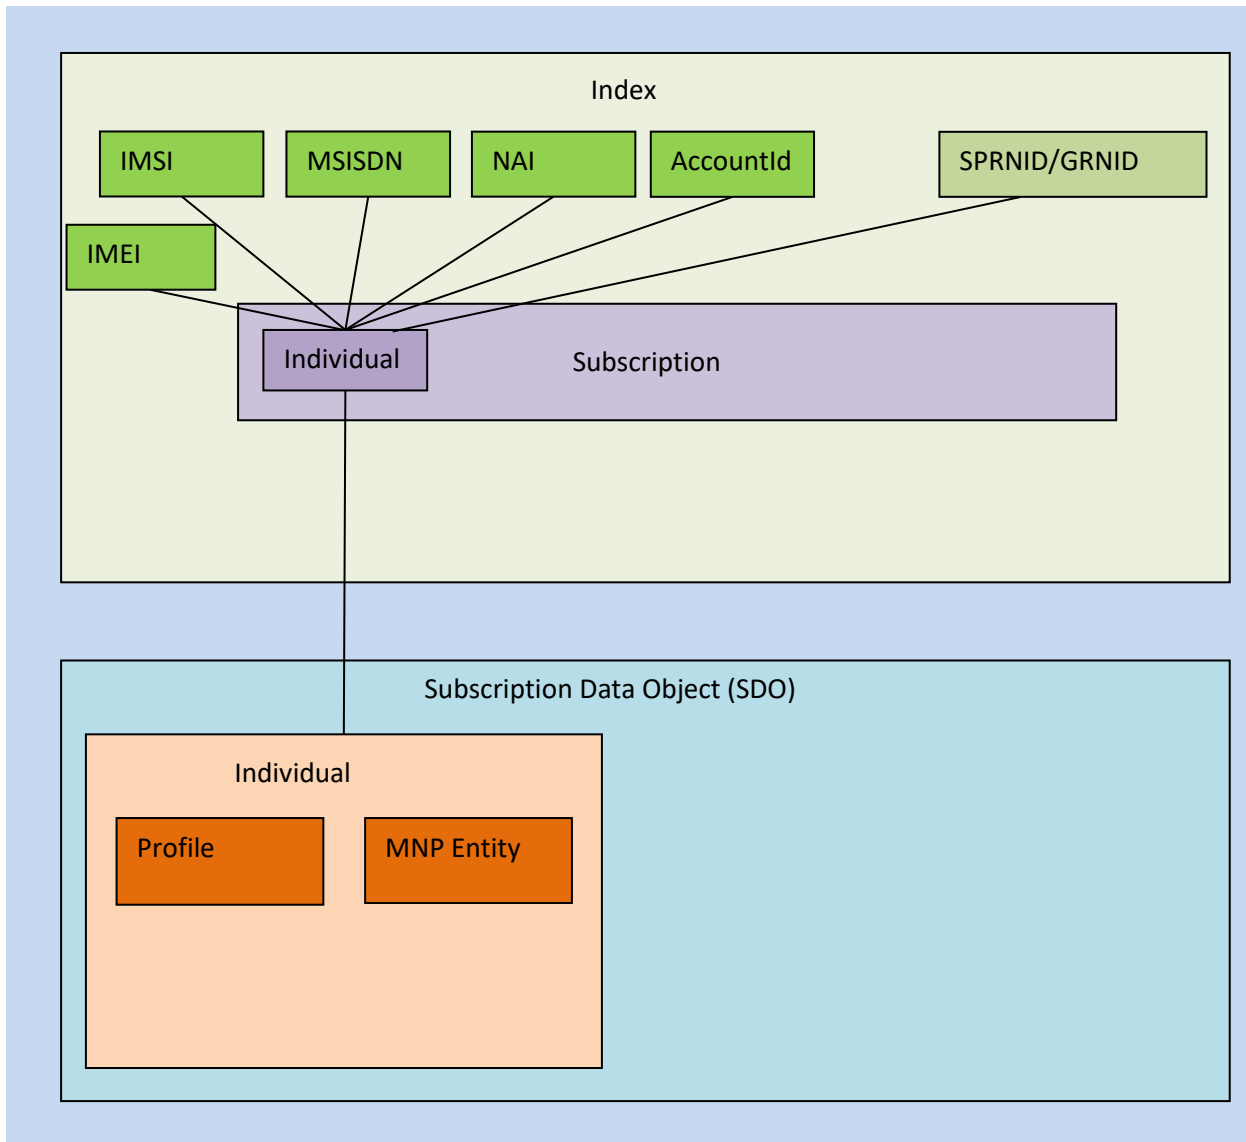 Index
IMSI
MSISDN
NAI
AccountId
SPRNID/GRNID
IMEI
Individual
Subscription
Subscription Data Object (SDO)
Individual
Profile
MNP Entity